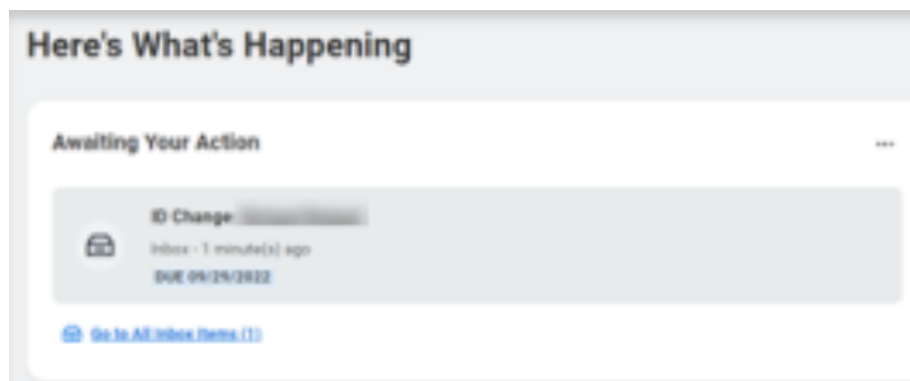 Here's What's Happening
Awaiting Your Action
ID Change
Inbox - 1 minute(s) ago
DUE 09/29/2022
Go to All Inbox Items (1)